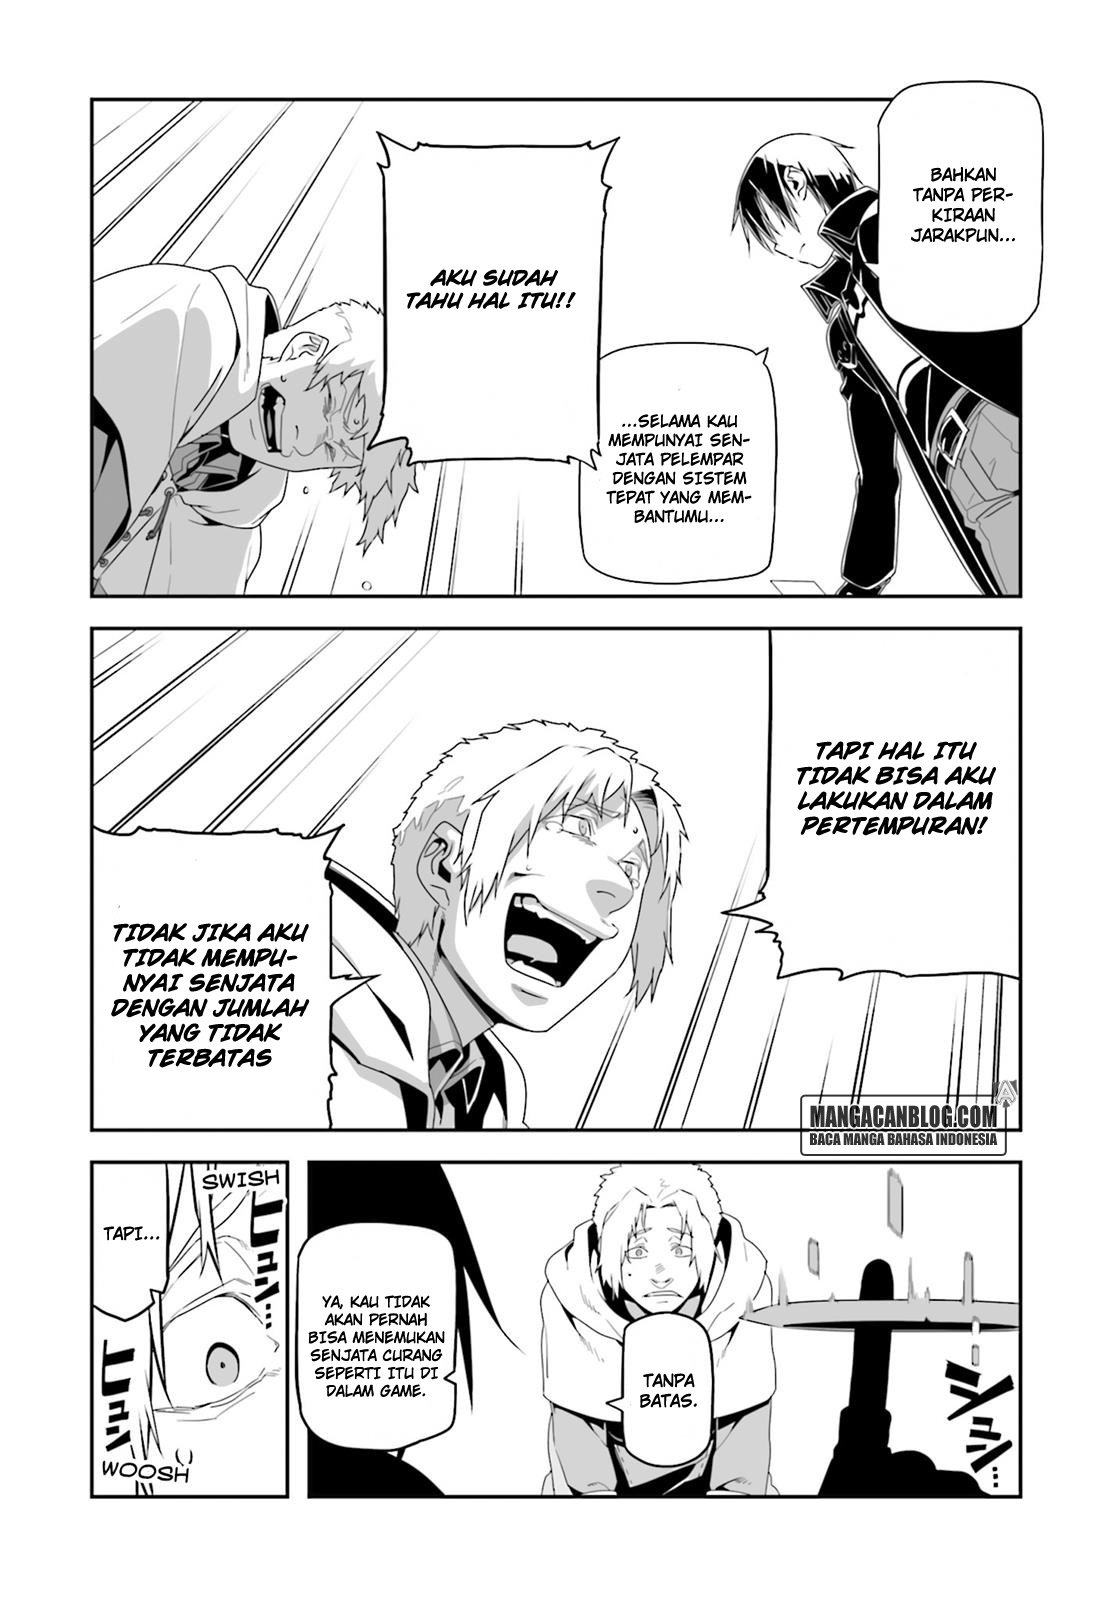 BAHKAN
TANPA PER-
KIRAAN
JARAKPUN...
...SELAMA KAU
MEMPUNYAI SEN-
JATA PELEMPAR
DENGAN SISTEM
TEPAT YANG MEM-
BANTUMU...
AKU SUDAH
TAHU HAL ITU!!
TAPI HAL ITU
TIDAK BISA AKU
LAKUKAN DALAM
PERTEMPURAN!
TIDAK JIKA AKU
TIDAK MEMPU-
NYAI SENJATA
DENGAN JUMLAH
YANG TIDAK
TERBATAS
MANGACANBLOG.COM
BACA MANGA BAHASA INDONESIA
TANPA
BATAS.
YA, KAU TIDAK
AKAN PERNAH
BISA MENEMUKAN
SENJATA CURANG
SEPERTI ITU DI
DALAM GAME.
SWISH
TAPI...
WOOSH